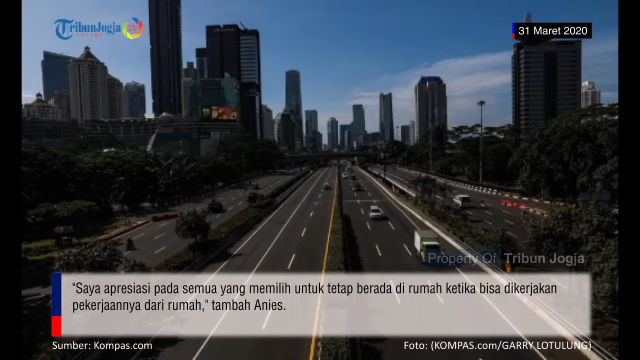 TribunJogja
31 Maret 2020
Property Of Tribun Jogja
"Saya apresiasi pada semua yang memilih untuk tetap berada di rumah ketika bisa dikerjakan
pekerjaannya dari rumah," tambah Anies.
Sumber: Kompas.com
Foto: (KOMPAS.com/GARRY LOTULUNG)